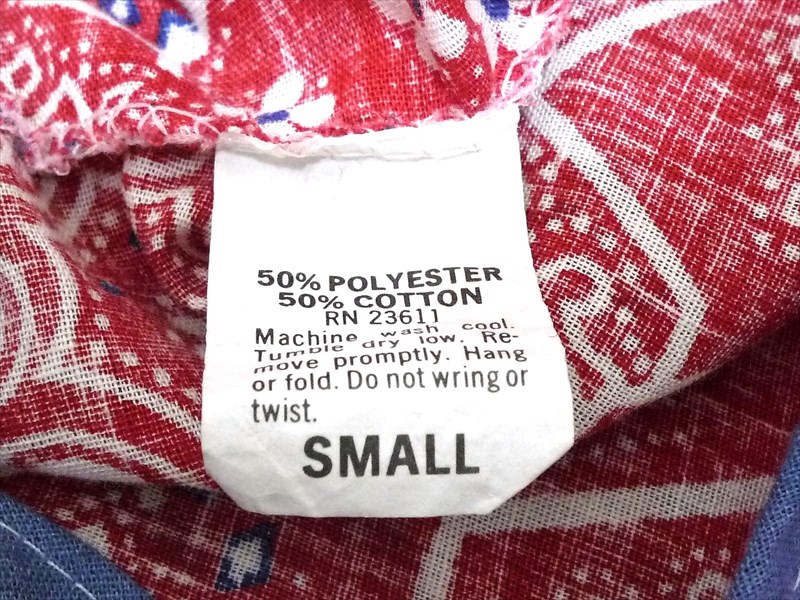 50% POLYESTER
50% COTTON
RN 23611
Machine wash cool.
Tumble dry low. Re-
move promptly. Hang
or fold. Do not wring or
twist.
SMALL